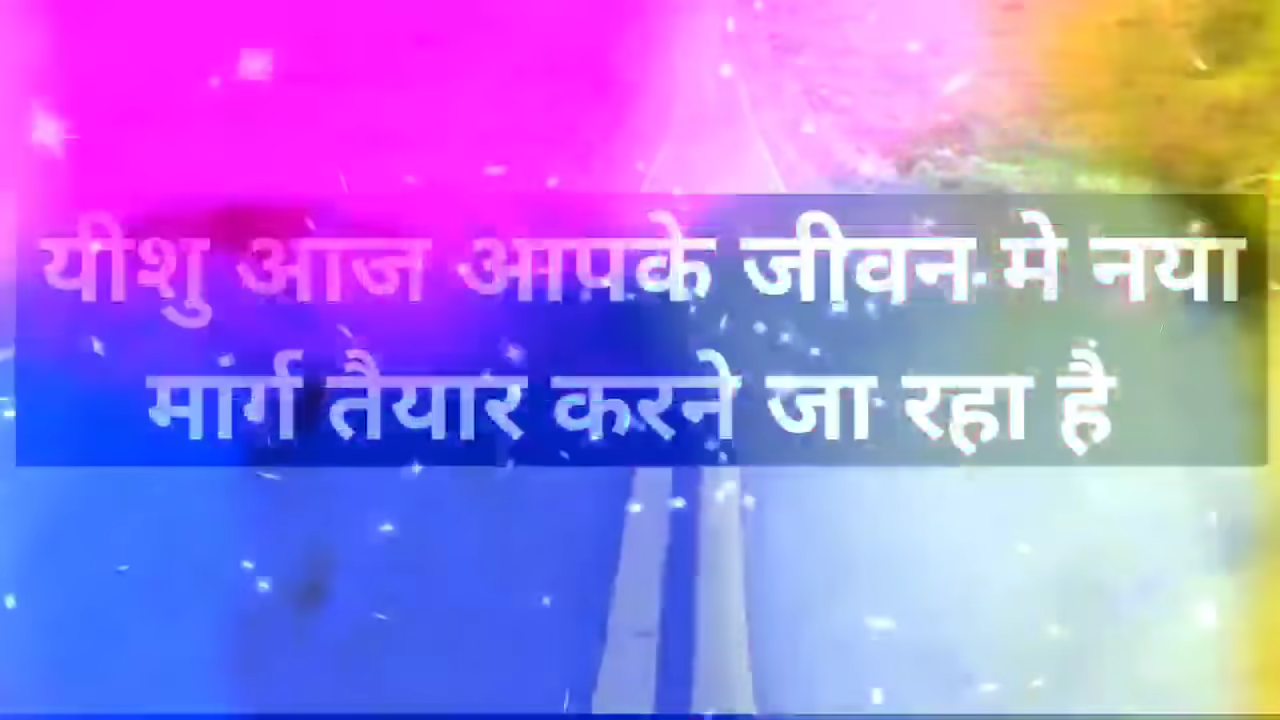 यीशु आज आपके जीवन मे नया
मार्ग तैयार करने जा रहा है